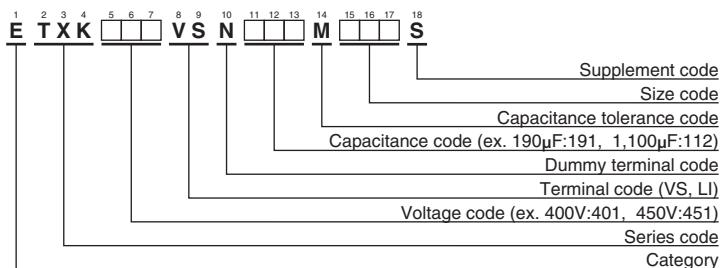 1 2 3 4 5 6 7 8 9 10 11 12 13 14 15 16 17 18
E TXK VS N M S
Supplement code
Size code
Capacitance tolerance code
Capacitance code (ex. 190μF:191, 1,100μF:112)
Dummy terminal code
Terminal code (VS, LI)
Voltage code (ex. 400V:401, 450V:451)
Series code
Category